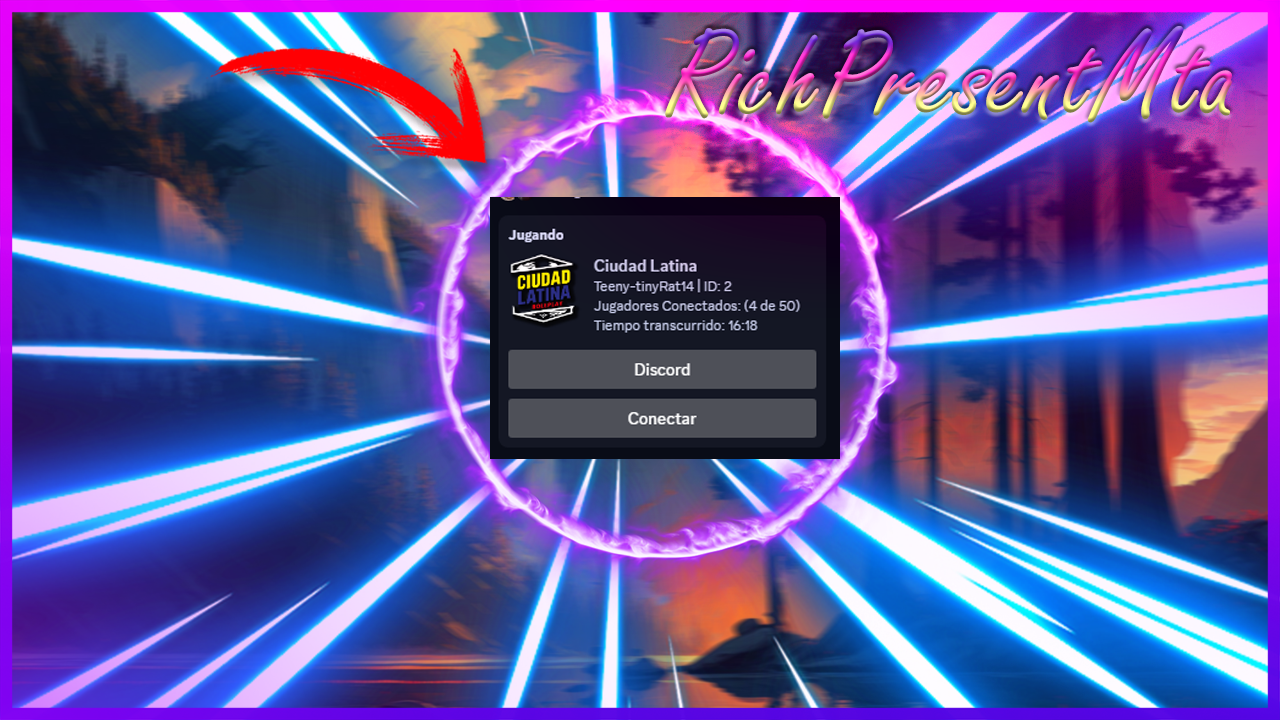 RichPresentMta
Jugando
CIUDAD
LATINA
ROLEPLAY
Ciudad Latina
Teeny-tinyRat14 | ID: 2
Jugadores Conectados: (4 de 50)
Tiempo transcurrido: 16:18
Discord
Conectar